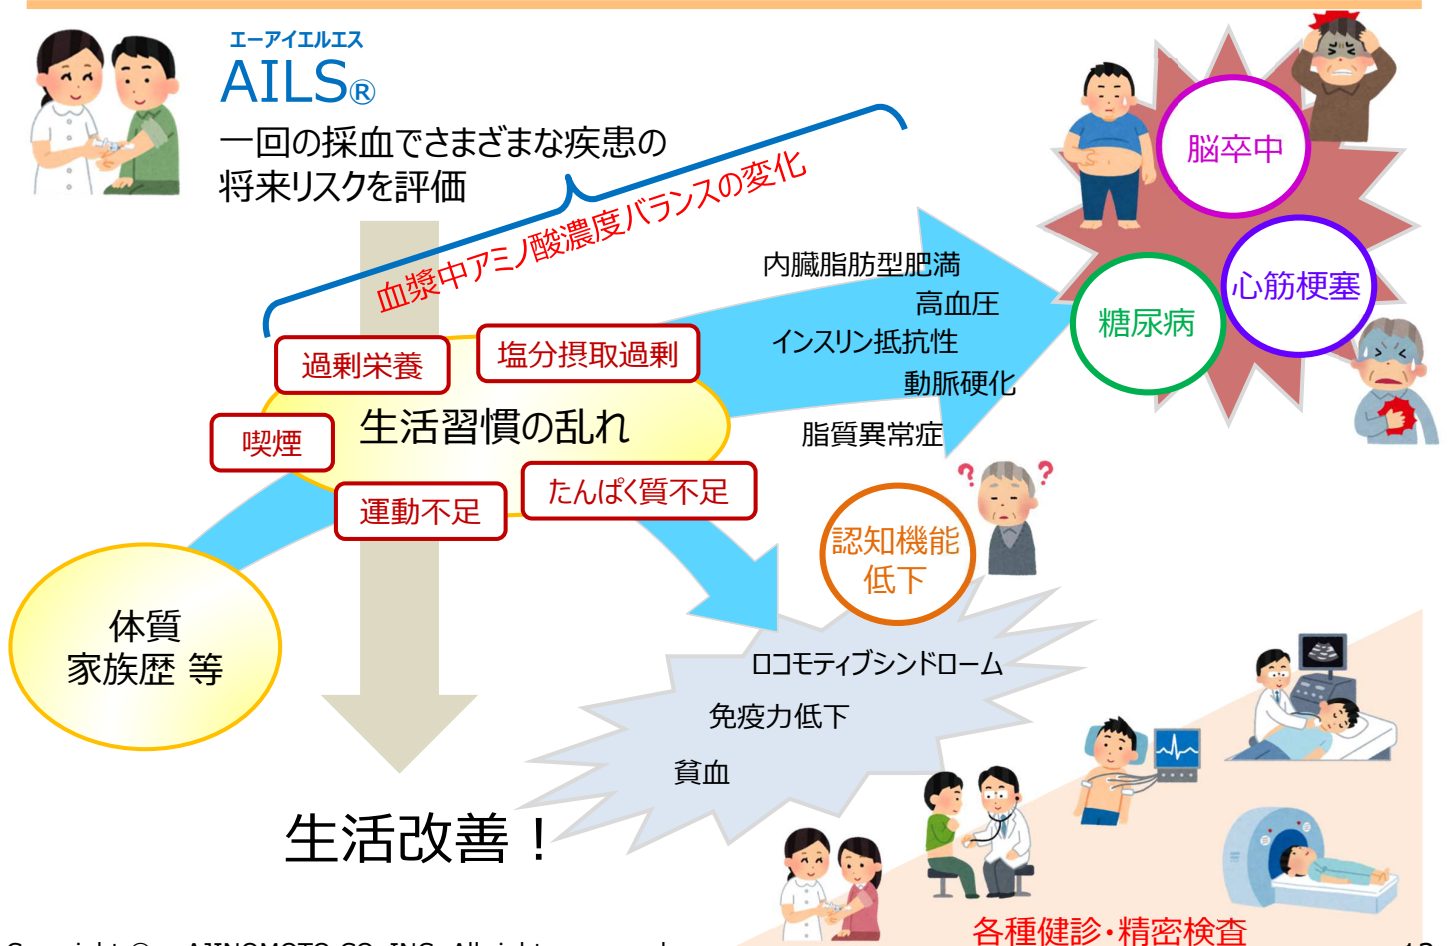 エーアイエルエス
AILS®
一回の採血でさまざまな疾患の
将来リスクを評価
血漿中アミノ酸濃度バランスの変化
過剰栄養
塩分摂取過剰
生活習慣の乱れ
喫煙
運動不足
たんぱく質不足
体質
家族歴 等
内臓脂肪型肥満
高血圧
インスリン抵抗性
動脈硬化
脂質異常症
脳卒中
心筋梗塞
糖尿病
認知機能
低下
ロコモティブシンドローム
免疫力低下
貧血
生活改善！
各種健診・精密検査